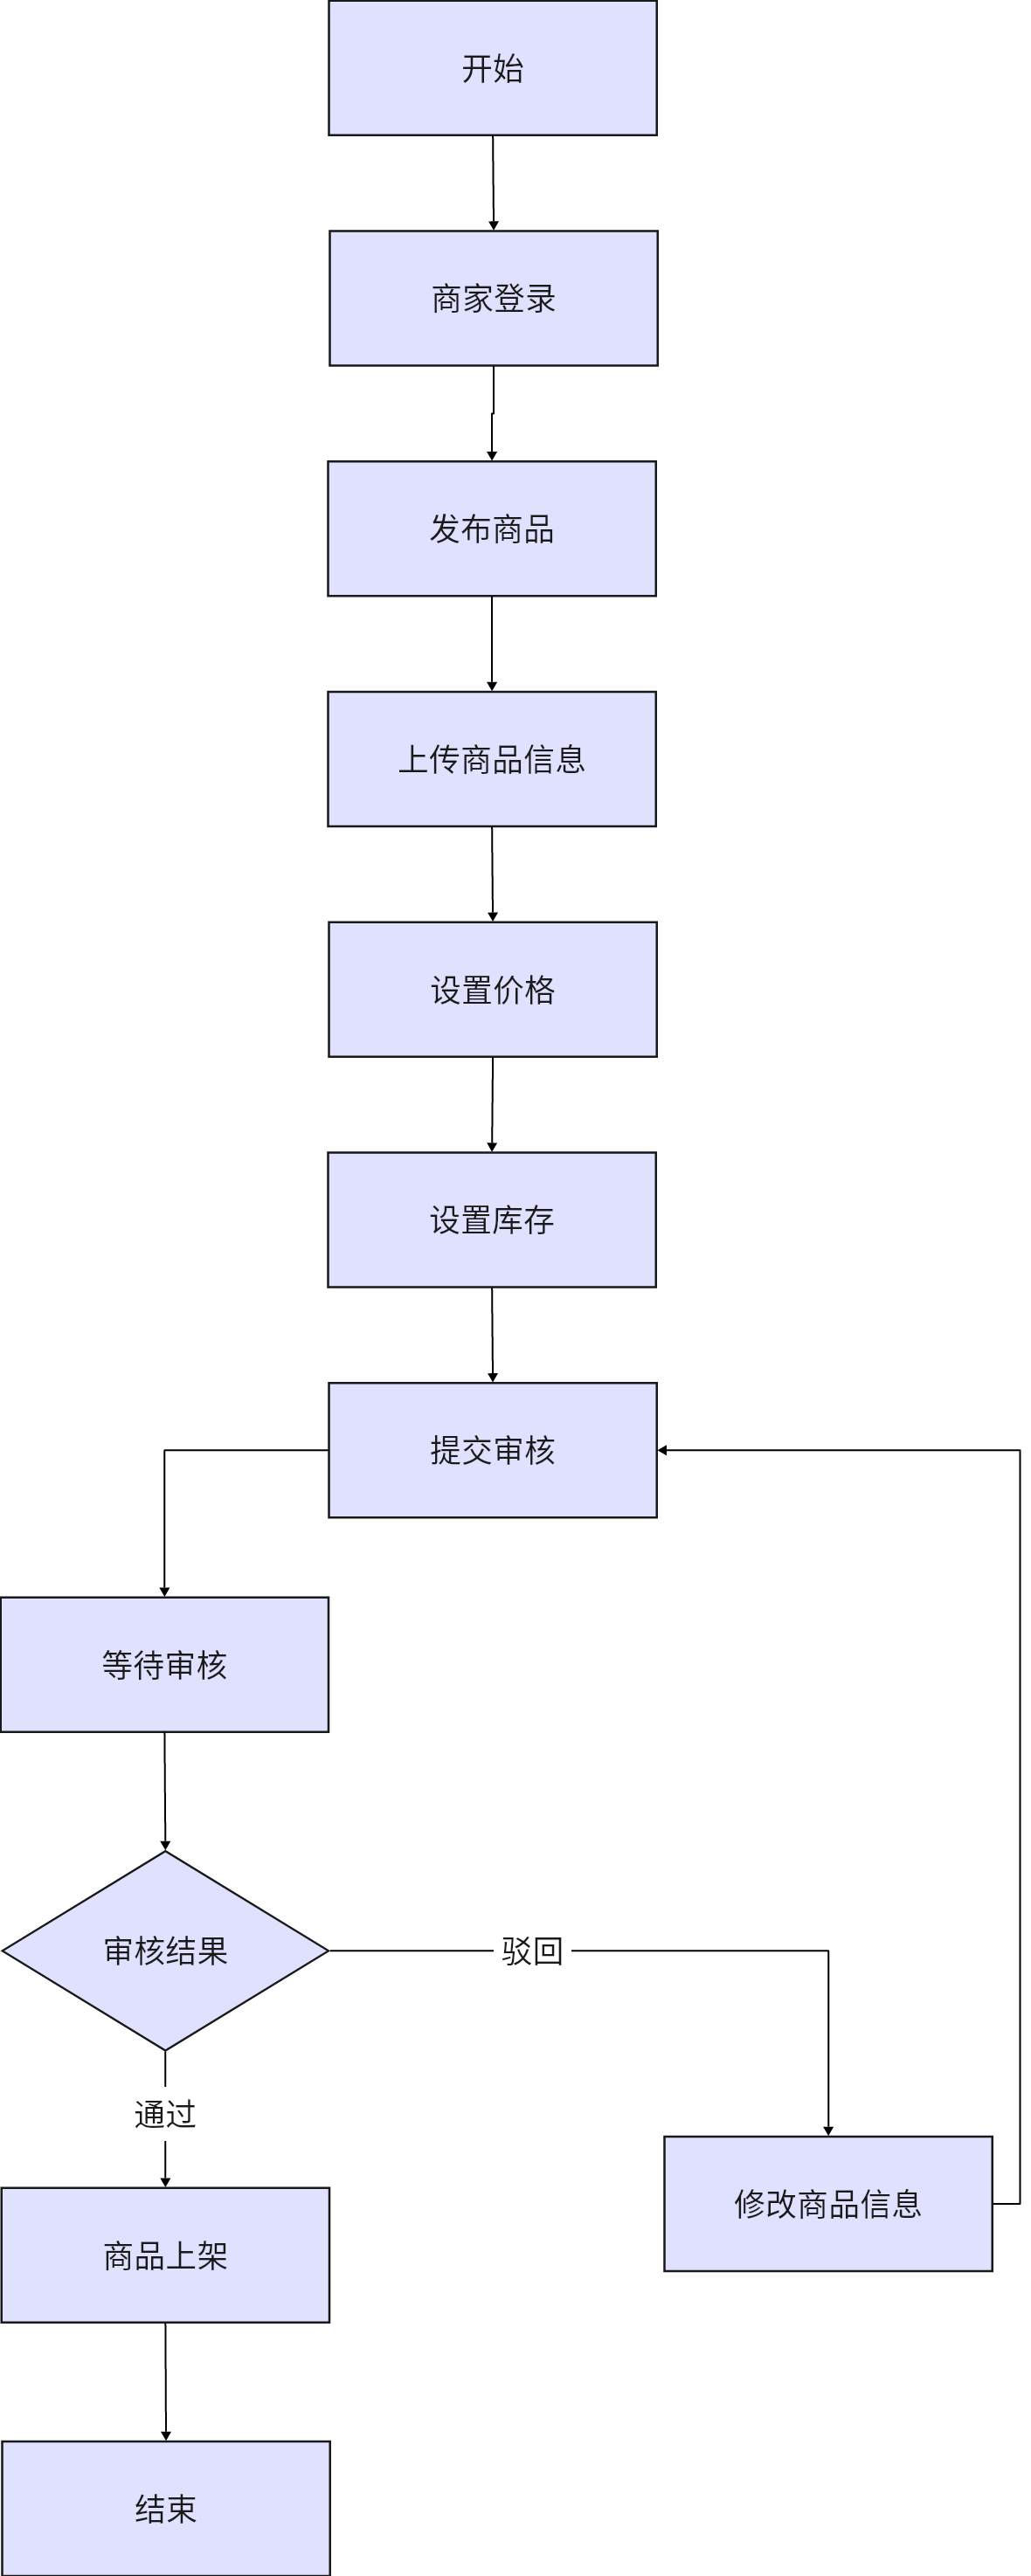 开始
商家登录
发布商品
上传商品信息
设置价格
设置库存
提交审核
等待审核
审核结果
驳回
通过
修改商品信息
商品上架
结束